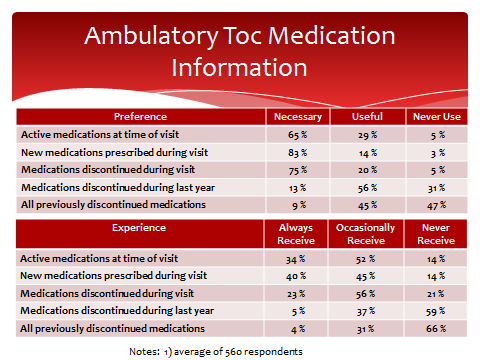 Ambulatory Toc Medication
Information
Preference Necessary Useful Never Use
Active medications at time of visit 65 % 29 % 5 %
New medications prescribed during visit 83 % 14 % 3 %
Medications discontinued during visit 75 % 20 % 5 %
Medications discontinued during last year 13 % 56 % 31 %
All previously discontinued medications 9 % 45 % 47 %
Experience Always Receive Occasionally Receive Never Receive
Active medications at time of visit 34 % 52 % 14 %
New medications prescribed during visit 40 % 45 % 14 %
Medications discontinued during visit 23 % 56 % 21 %
Medications discontinued during last year 5 % 37 % 59 %
All previously discontinued medications 4 % 31 % 66 %
Notes: 1) average of 560 respondents